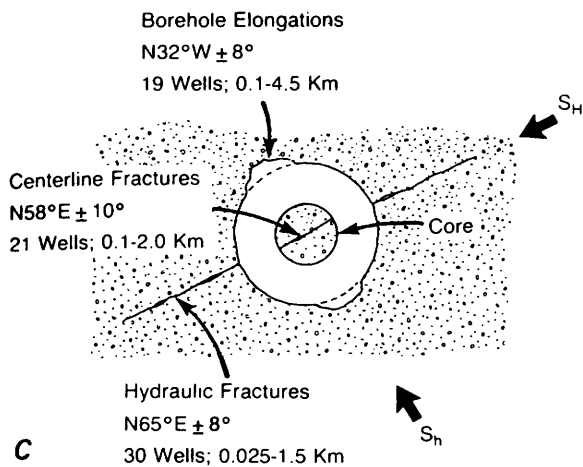 Borehole Elongations
N32°W ± 8°
19 Wells; 0.1-4.5 Km
S_H
Centerline Fractures
N58°E ± 10°
21 Wells; 0.1-2.0 Km
Core
Hydraulic Fractures
N65°E ± 8°
30 Wells; 0.025-1.5 Km
S_h
C